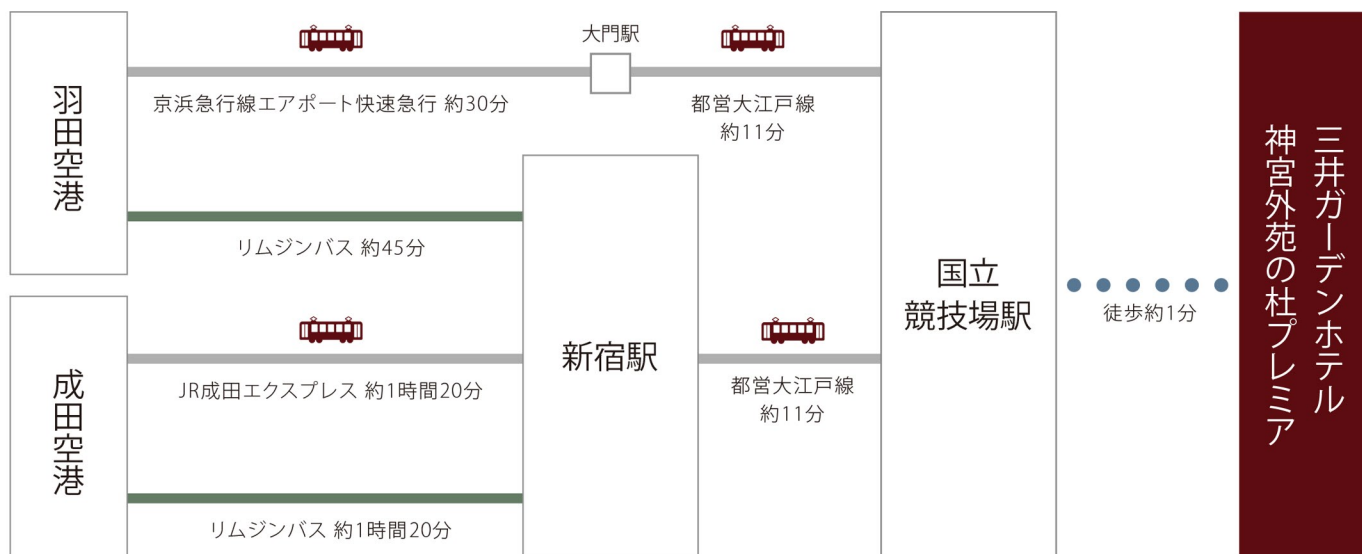 羽田空港
京浜急行線エアポート快速急行 約30分
大門駅
都営大江戸線
約11分
リムジンバス 約45分
成田空港
JR成田エクスプレス 約1時間20分
リムジンバス 約1時間20分
新宿駅
都営大江戸線
約11分
国立
競技場駅
徒歩約1分
三井ガーデンホテル
神宮外苑の杜プレミア